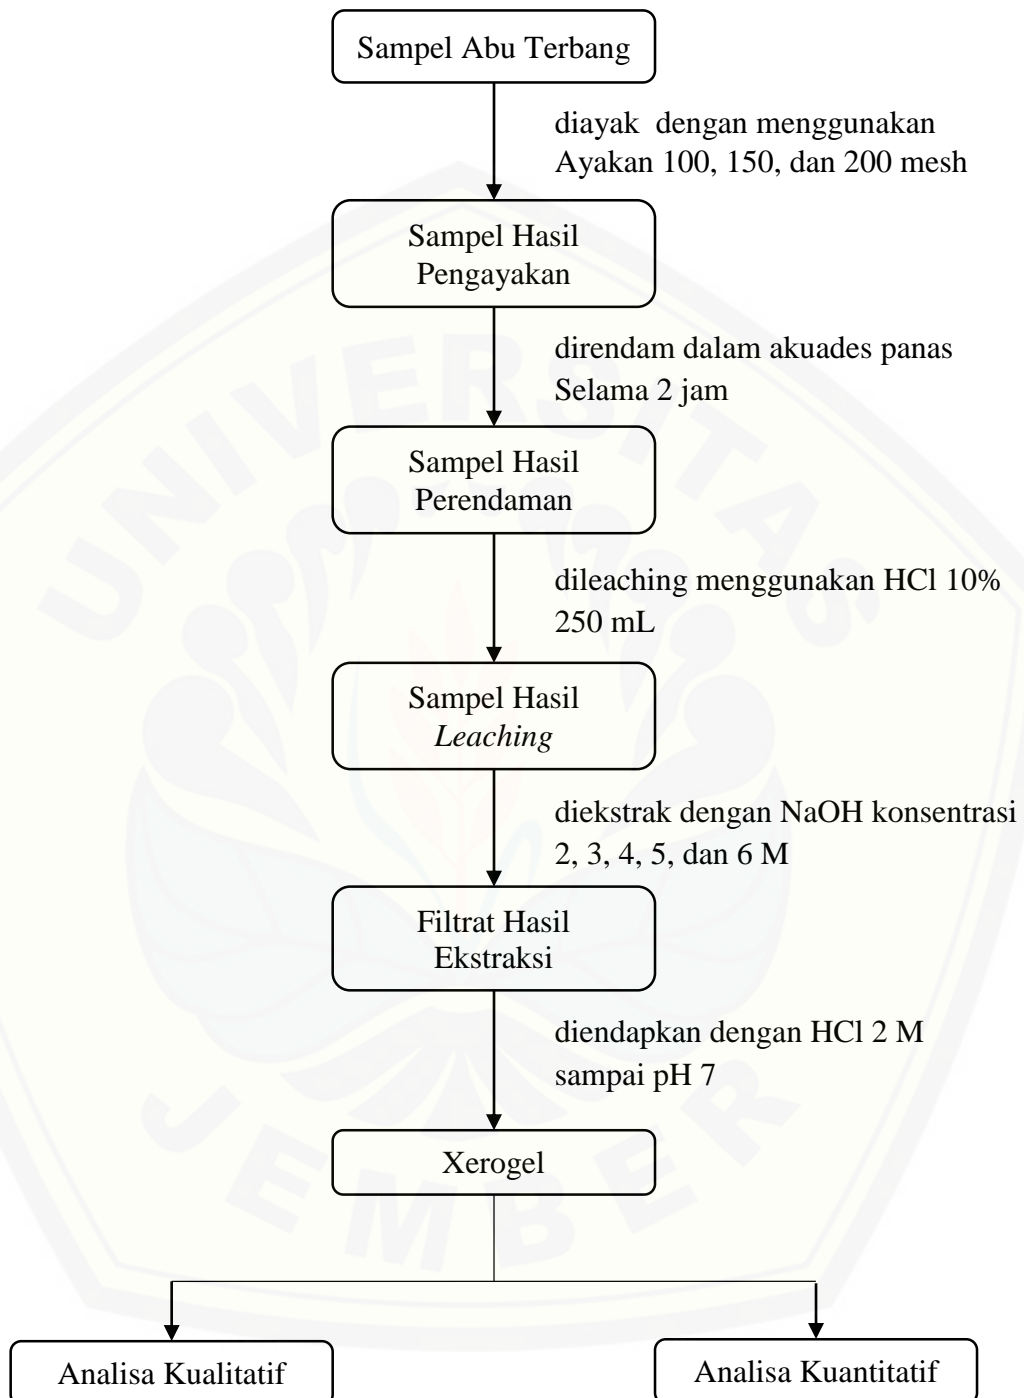 Sampel Abu Terbang
diayak dengan menggunakan
Ayakan 100, 150, dan 200 mesh
Sampel Hasil
Pengayakan
direndam dalam akuades panas
Selama 2 jam
Sampel Hasil
Perendaman
dileaching menggunakan HCl 10%
250 mL
Sampel Hasil
Leaching
diekstrak dengan NaOH konsentrasi
2, 3, 4, 5, dan 6 M
Filtrat Hasil
Ekstraksi
diendapkan dengan HCl 2 M
sampai pH 7
Xerogel
Analisa Kualitatif
Analisa Kuantitatif
UNIVERSITAS
JEMBER